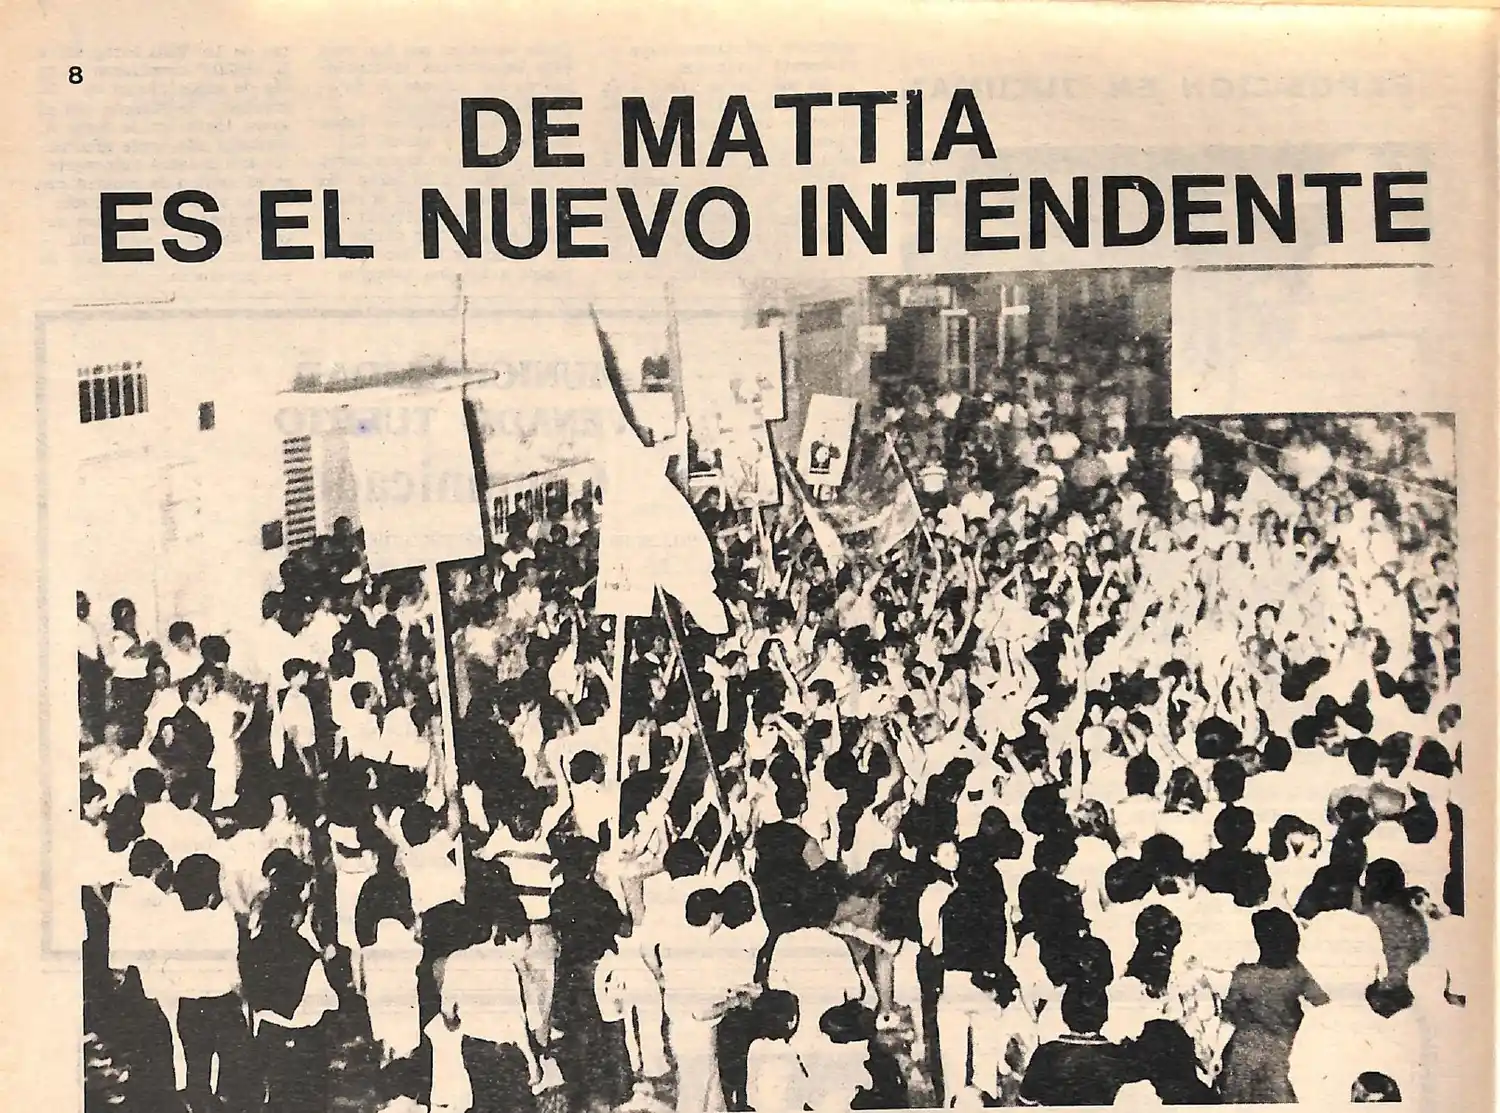 8
DE MATTIA
ES EL NUEVO INTENDENTE